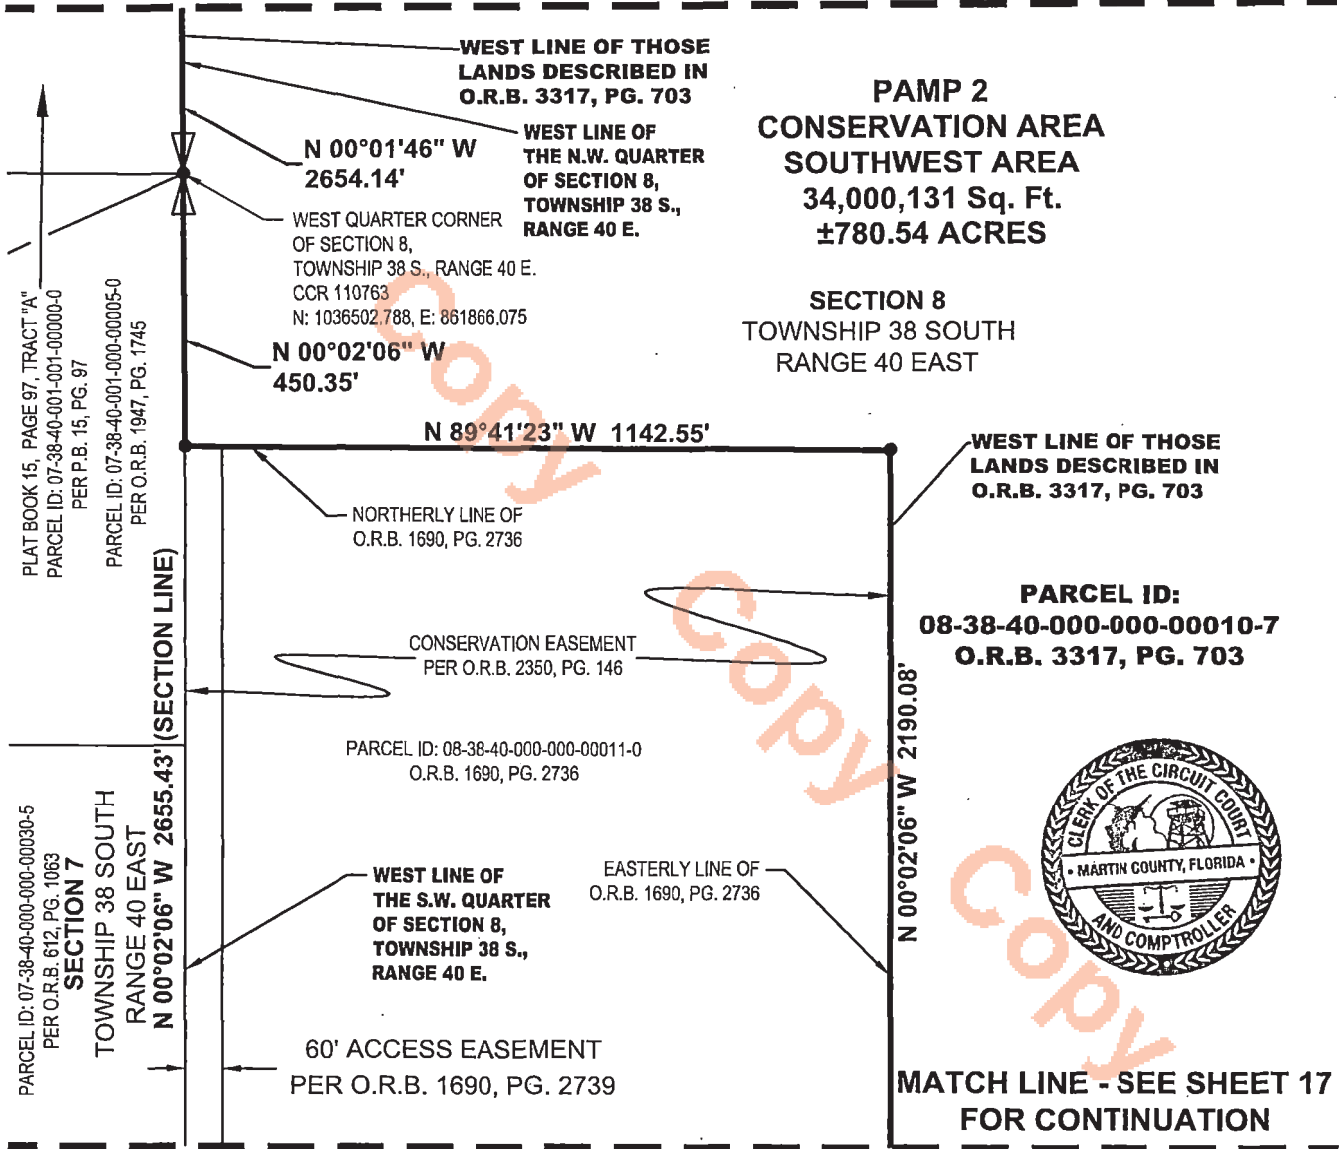 WEST LINE OF THOSE
LANDS DESCRIBED IN
O.R.B. 3317, PG. 703
WEST LINE OF
THE N.W. QUARTER
OF SECTION 8,
TOWNSHIP 38 S.,
RANGE 40 E.
PAMP 2
CONSERVATION AREA
SOUTHWEST AREA
34,000,131 Sq. Ft.
±780.54 ACRES
N 00°01'46" W
2654.14'
WEST QUARTER CORNER
OF SECTION 8,
TOWNSHIP 38 S., RANGE 40 E.
CCR 110763
N: 1036502.788, E: 861866.075
SECTION 8
TOWNSHIP 38 SOUTH
RANGE 40 EAST
N 00°02'06" W
450.35'
PLAT BOOK 15, PAGE 97, TRACT "A"
PARCEL ID: 07-38-40-001-001-00000-0
PER P.B. 15, PG. 97
PARCEL ID: 07-38-40-001-000-00005-0
PER O.R.B. 1947, PG. 1745
N 89°41'23" W 1142.55'
WEST LINE OF THOSE
LANDS DESCRIBED IN
O.R.B. 3317, PG. 703
NORTHERLY LINE OF
O.R.B. 1690, PG. 2736
PARCEL ID:
08-38-40-000-000-00010-7
O.R.B. 3317, PG. 703
CONSERVATION EASEMENT
PER O.R.B. 2350, PG. 146
PARCEL ID: 08-38-40-000-000-00011-0
O.R.B. 1690, PG. 2736
N 00°02'06" W 2190.08'
N 00°02'06" W 2655.43' (SECTION LINE)
PARCEL ID: 07-38-40-000-000-00030-5
PER O.R.B. 612, PG. 1063
SECTION 7
TOWNSHIP 38 SOUTH
RANGE 40 EAST
WEST LINE OF
THE S.W. QUARTER
OF SECTION 8,
TOWNSHIP 38 S.,
RANGE 40 E.
EASTERLY LINE OF
O.R.B. 1690, PG. 2736
CLERK OF THE CIRCUIT COURT
• MARTIN COUNTY, FLORIDA •
AND COMPTROLLER
60' ACCESS EASEMENT
PER O.R.B. 1690, PG. 2739
MATCH LINE - SEE SHEET 17
FOR CONTINUATION
Copy
Copy
Copy